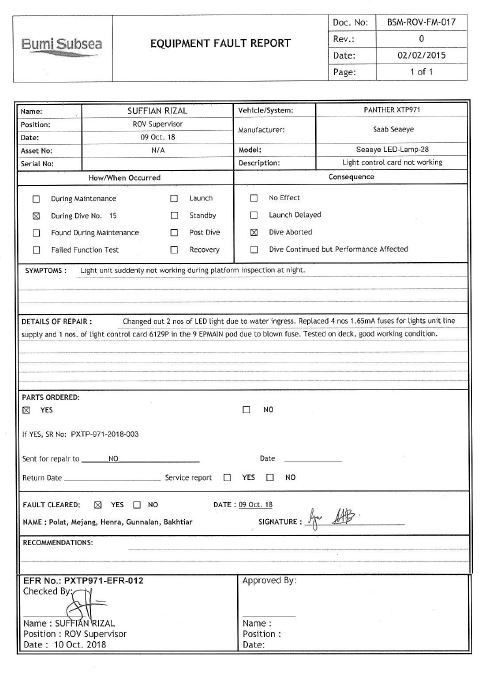 Bumi Subsea
EQUIPMENT FAULT REPORT
Doc. No: BSM-ROV-FM-017
Rev.: 0
Date: 02/02/2015
Page: 1 of 1
Name: SUFFIAN RIZAL Vehicle/System: PANTHER XTP971
Position: ROV Supervisor Manufacturer: Saab Seaeye
Date: 09 Oct. 18
Asset No: N/A Model: Seaeye LED-Lamp-28
Serial No: Description: Light control card not working
How/When Occurred Consequence
☐ During Maintenance ☐ Launch ☐ No Effect
☒ During Dive No. 15 ☐ Standby ☐ Launch Delayed
☐ Found During Maintenance ☐ Post Dive ☒ Dive Aborted
☐ Failed Function Test ☐ Recovery ☐ Dive Continued but Performance Affected
SYMPTOMS : Light unit suddenly not working during platform inspection at night.
DETAILS OF REPAIR : Changed out 2 nos of LED light due to water ingress. Replaced 4 nos 1.65mA fuses for lights unit line
supply and 1 nos. of light control card 6129P in the 9 EPMAIN pod due to blown fuse. Tested on deck, good working condition.
PARTS ORDERED:
☒ YES ☐ NO
If YES, SR No: PXTP-971-2018-003
Sent for repair to NO Date
Return Date Service report ☐ YES ☐ NO
FAULT CLEARED: ☒ YES ☐ NO DATE : 09 Oct. 18
NAME : Polat, Mejang, Henra, Gunnalan, Bakhtiar SIGNATURE :
RECOMMENDATIONS:
EFR No.: PXTP971-EFR-012 Approved By:
Checked By:
Name : SUFFIAN RIZAL Name :
Position : ROV Supervisor Position :
Date : 10 Oct. 2018 Date: